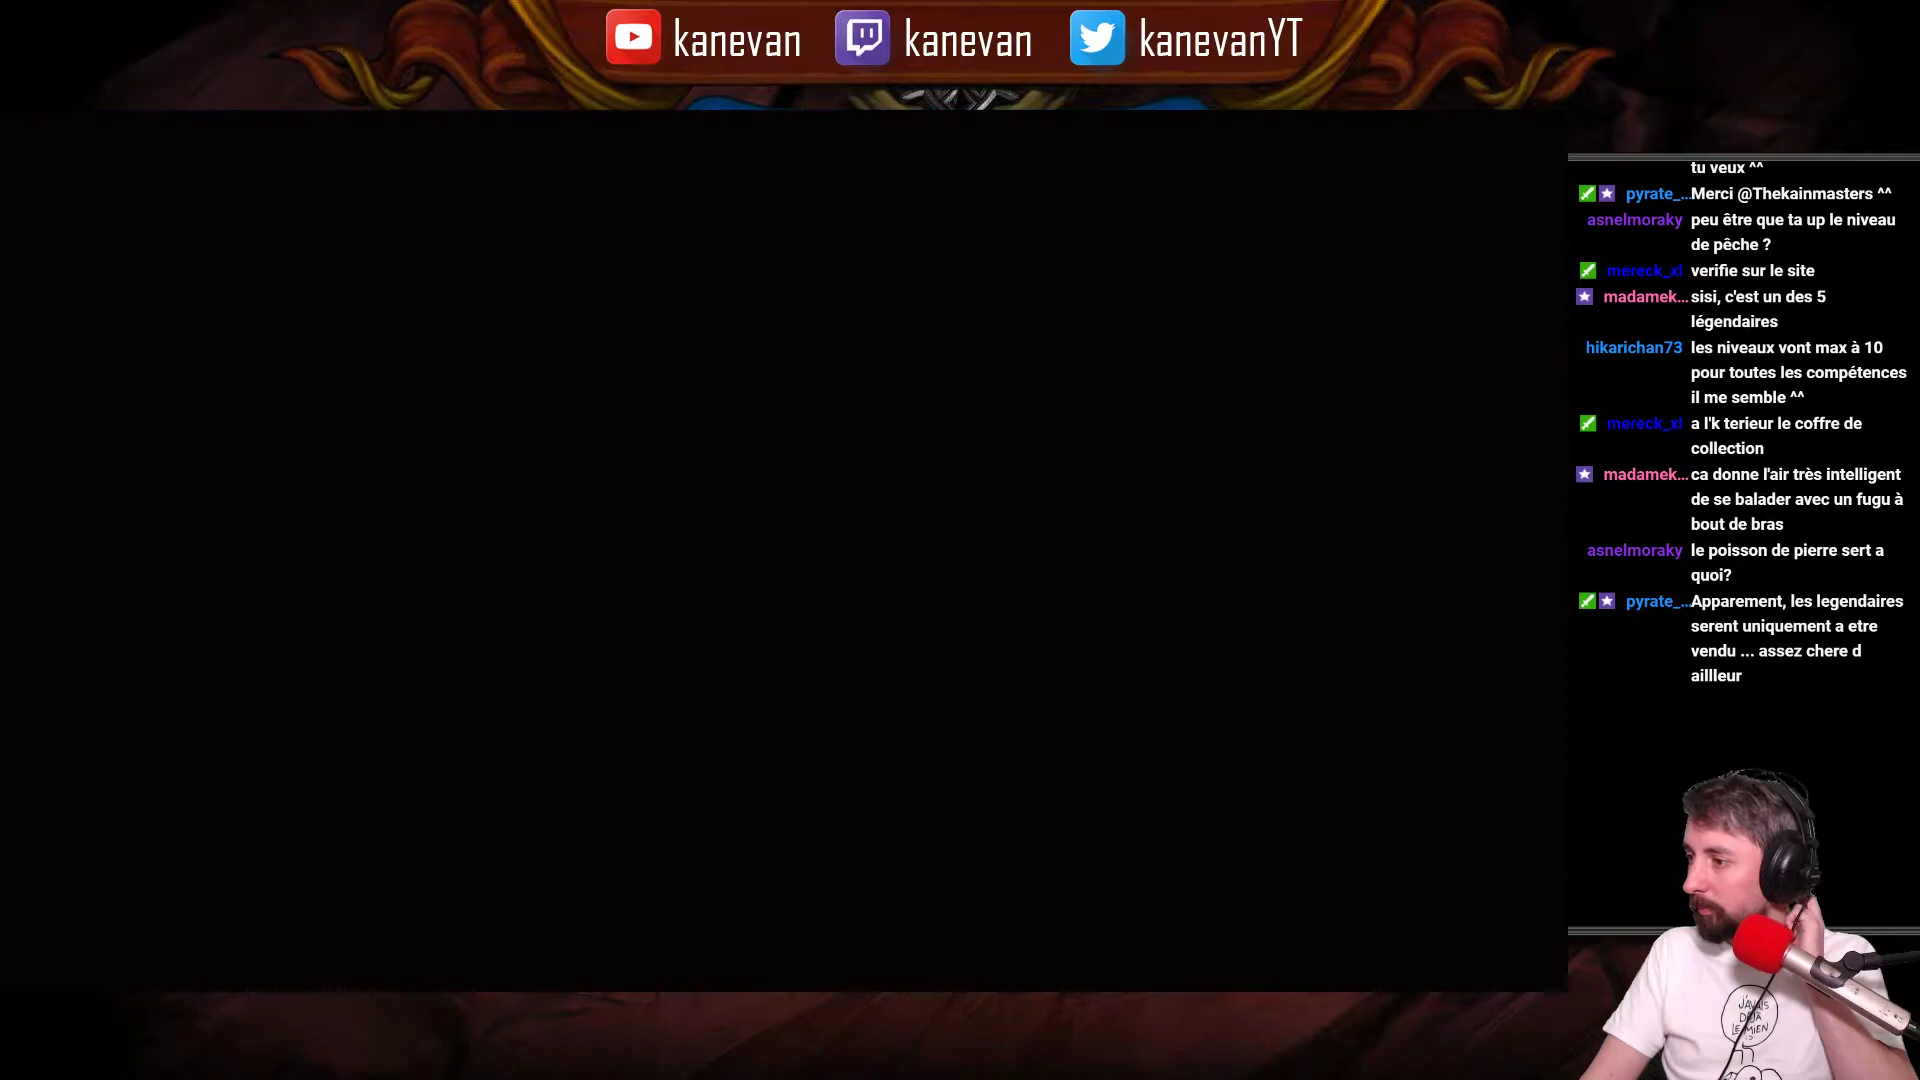 kanevan kanevan kanevanYT
tu veux ^^
pyrate_... Merci @Thekainmasters ^^
asnelmoraky peu être que ta up le niveau
de pêche ?
mereck_xl verifie sur le site
madamek... sisi, c'est un des 5
légendaires
hikarichan73 les niveaux vont max à 10
pour toutes les compétences
il me semble ^^
mereck_xl a l'k terieur le coffre de
collection
madamek... ca donne l'air très intelligent
de se balader avec un fugu à
bout de bras
asnelmoraky le poisson de pierre sert a
quoi?
pyrate_... Apparement, les legendaires
serent uniquement a etre
vendu ... assez chere d
aillleur
J'AVAIS
DÉJÀ
LE MIEN